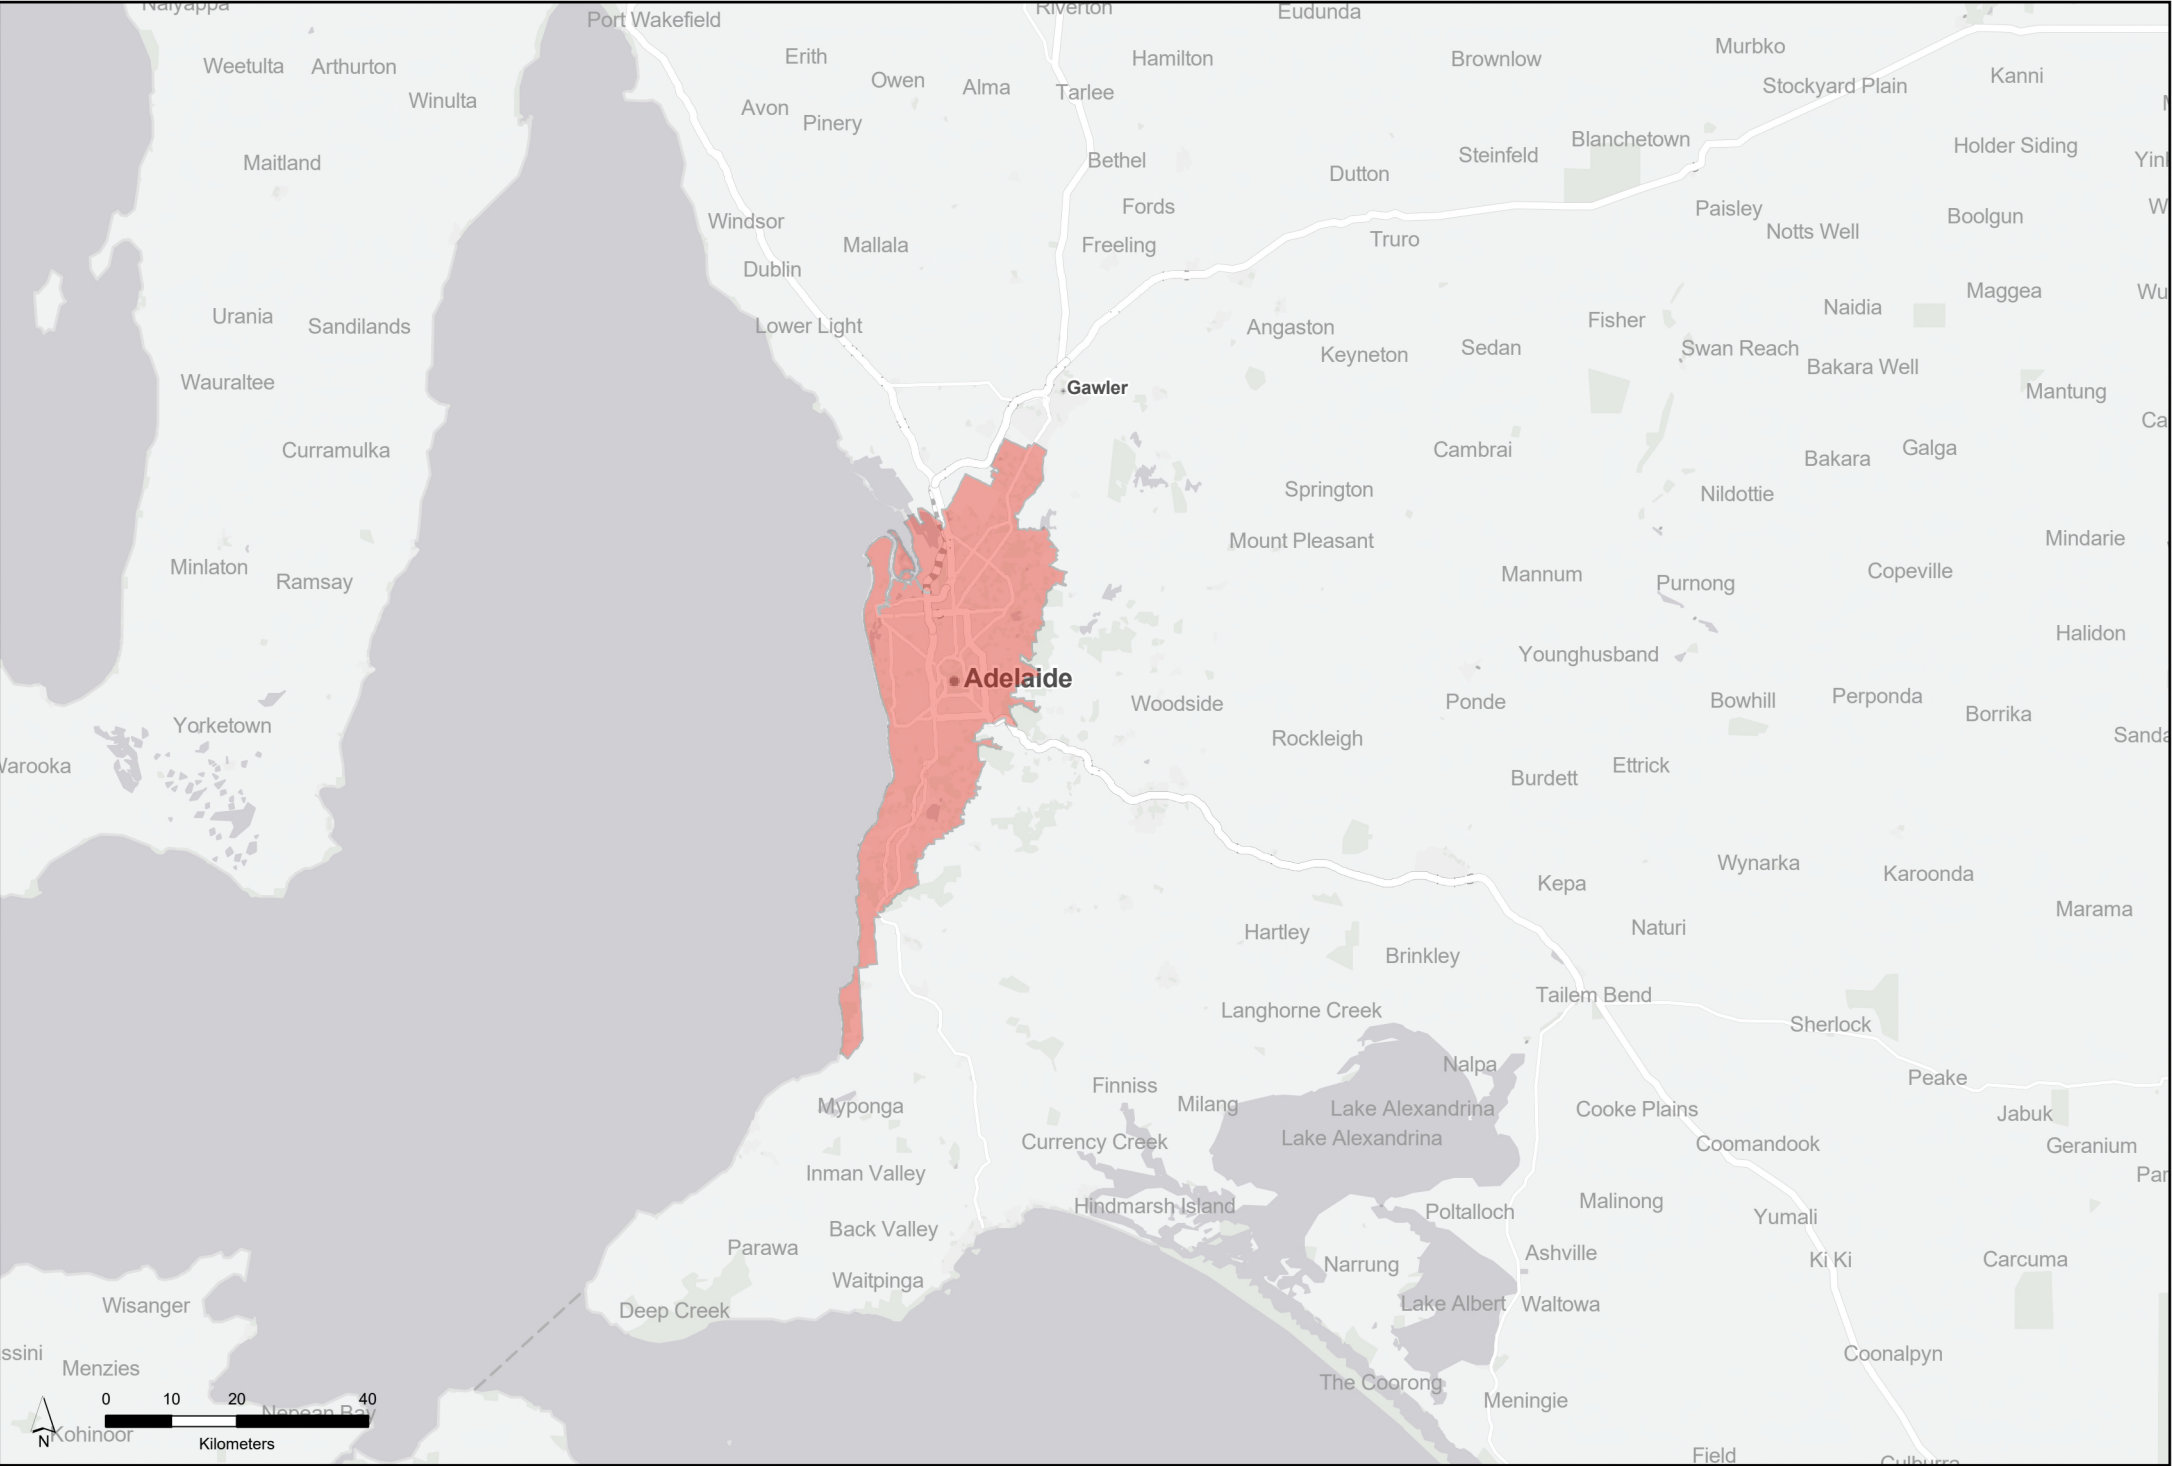 Nalyappa
Port Wakefield
Riverton
Eudunda
Weetulta
Arthurton
Winulta
Erith
Owen
Alma
Tarlee
Hamilton
Brownlow
Murbko
Stockyard Plain
Kanni
Avon
Pinery
Maitland
Bethel
Dutton
Steinfeld
Blanchetown
Holder Siding
Windsor
Mallala
Fords
Freeling
Truro
Paisley
Notts Well
Boolgun
Dublin
Urania
Sandilands
Lower Light
Angaston
Keyneton
Sedan
Fisher
Swan Reach
Naidia
Maggea
Bakara Well
Wauraltee
Gawler
Mantung
Curramulka
Cambrai
Bakara
Galga
Springton
Nildottie
Mount Pleasant
Mindarie
Minlaton
Ramsay
Mannum
Purnong
Copeville
Halidon
Younghusband
Adelaide
Woodside
Ponde
Bowhill
Perponda
Borrika
Yorketown
Rockleigh
Burdett
Ettrick
Kepa
Wynarka
Karoonda
Marama
Hartley
Brinkley
Naturi
Langhorne Creek
Tailem Bend
Sherlock
Nalpa
Peake
Myponga
Finniss
Milang
Lake Alexandrina
Lake Alexandrina
Cooke Plains
Jabuk
Currency Creek
Coomandook
Geranium
Inman Valley
Hindmarsh Island
Poltalloch
Malinong
Yumali
Back Valley
Parawa
Waitpinga
Narrung
Ashville
Ki Ki
Carcuma
Deep Creek
Lake Albert
Waltowa
Wisanger
Menzies
Coonalpyn
The Coorong
Meningie
0 10 20 40
Kilometers
N
Nepean Bay
Kohinoor
Field
Culburra